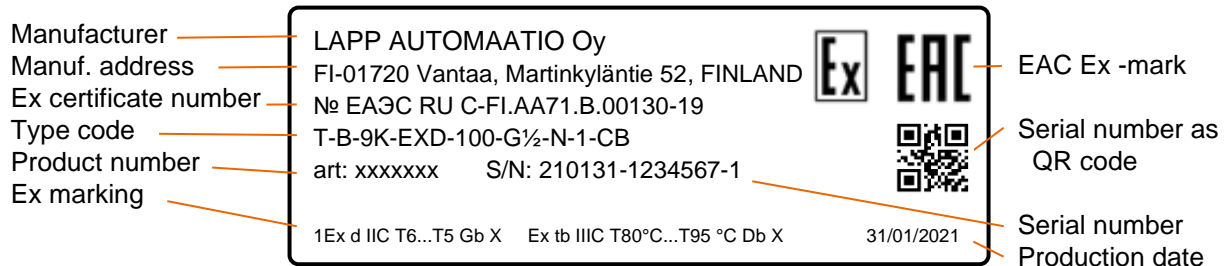 Manufacturer
Manuf. address
Ex certificate number
Type code
Product number
Ex marking
LAPP AUTOMAATIO Oy
FI-01720 Vantaa, Martinkyläntie 52, FINLAND
№ ЕАЭС RU C-FI.AA71.B.00130-19
T-B-9K-EXD-100-G½-N-1-CB
art: xxxxxxx S/N: 210131-1234567-1
1Ex d IIC T6...T5 Gb X Ex tb IIIC T80°C...T95 °C Db X 31/01/2021
Ex EAC
EAC Ex -mark
Serial number as
QR code
Serial number
Production date